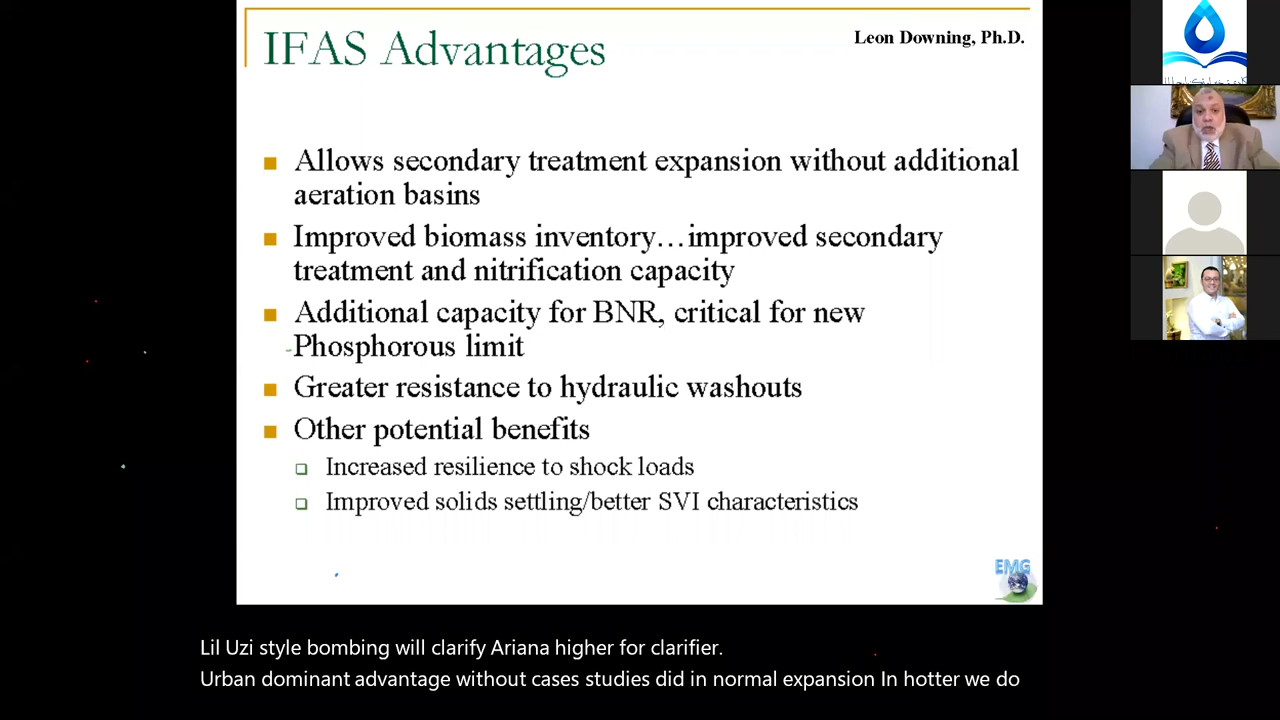 IFAS Advantages
Leon Downing, Ph.D.
Allows secondary treatment expansion without additional
aeration basins
Improved biomass inventory…improved secondary
treatment and nitrification capacity
Additional capacity for BNR, critical for new
Phosphorous limit
Greater resistance to hydraulic washouts
Other potential benefits
Increased resilience to shock loads
Improved solids settling/better SVI characteristics
EMG
Lil Uzi style bombing will clarify Ariana higher for clarifier.
Urban dominant advantage without cases studies did in normal expansion In hotter we do